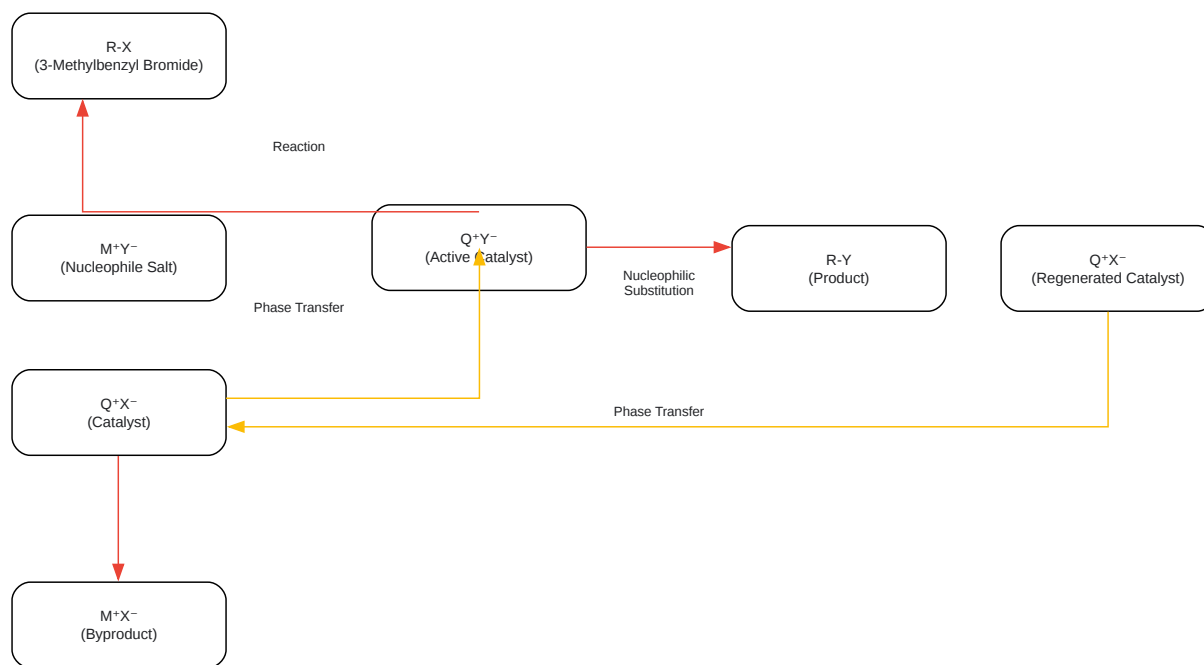 R-X
(3-Methylbenzyl Bromide)
Reaction
M⁺Y⁻
(Nucleophile Salt)
Q⁺Y⁻
(Active Catalyst)
Nucleophilic
Substitution
R-Y
(Product)
Q⁺X⁻
(Regenerated Catalyst)
Phase Transfer
Q⁺X⁻
(Catalyst)
Phase Transfer
M⁺X⁻
(Byproduct)